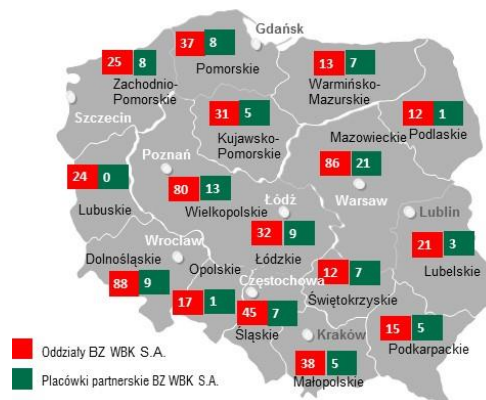 Gdańsk
37 8
Pomorskie
25 8
Zachodnio-
Pomorskie
13 7
Warmińsko-
Mazurskie
Szczecin
31 5
Kujawsko-
Pomorskie
12 1
Podlaskie
Mazowieckie
86 21
Warsaw
Poznań
24 0
Lubuskie
80 13
Wielkopolskie
Łódź
32 9
Łódzkie
Lublin
21 3
Lubelskie
Wrocław
Dolnośląskie
88 9
Opolskie
17 1
Częstochowa
45 7
Śląskie
12 7
Świętokrzyskie
Kraków
38 5
Małopolskie
15 5
Podkarpackie
Oddziały BZ WBK S.A.
Placówki partnerskie BZ WBK S.A.